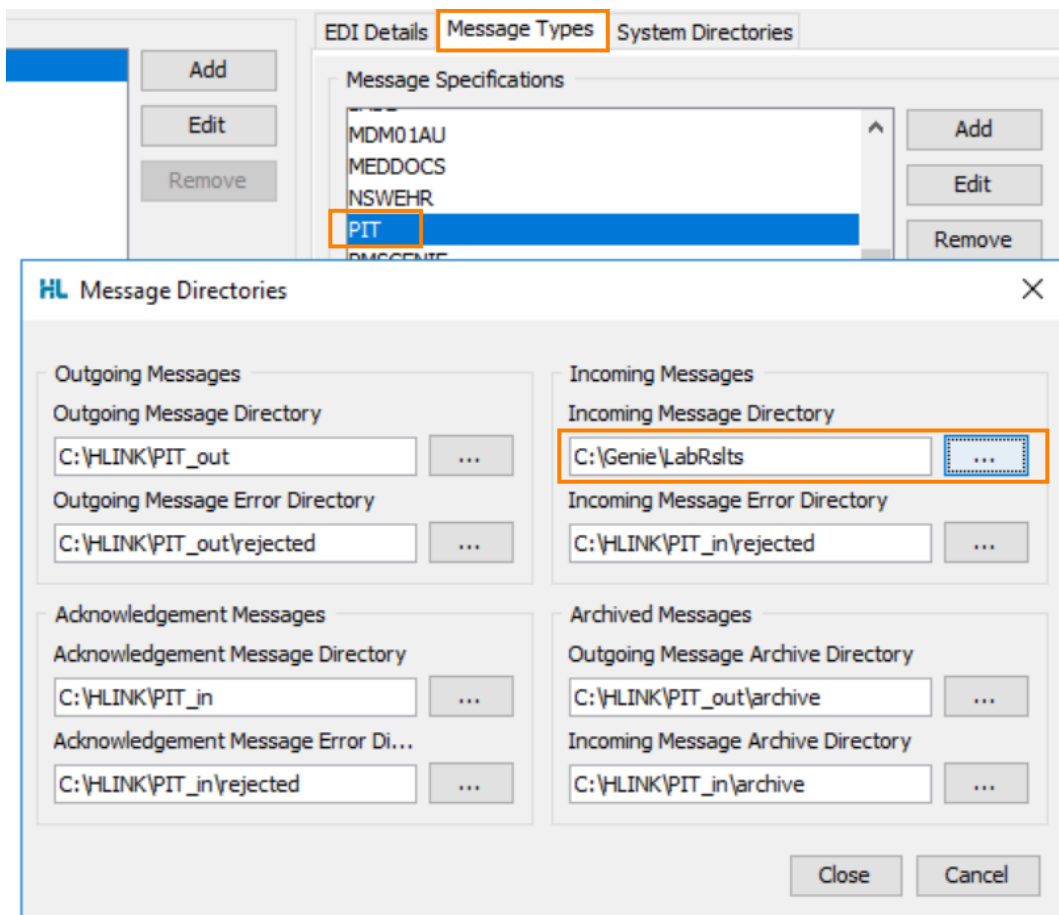 EDI Details Message Types System Directories
Add
Edit
Remove
Message Specifications
MDM01AU
MEDDOCS
NSWEHR
PIT
Add
Edit
Remove
HL Message Directories
Outgoing Messages
Outgoing Message Directory
C:\HLINK\PIT_out
...
Outgoing Message Error Directory
C:\HLINK\PIT_out\rejected
...
Incoming Messages
Incoming Message Directory
C:\Genie\LabRslts
...
Incoming Message Error Directory
C:\HLINK\PIT_in\rejected
...
Acknowledgement Messages
Acknowledgement Message Directory
C:\HLINK\PIT_in
...
Acknowledgement Message Error Di...
C:\HLINK\PIT_in\rejected
...
Archived Messages
Outgoing Message Archive Directory
C:\HLINK\PIT_out\archive
...
Incoming Message Archive Directory
C:\HLINK\PIT_in\archive
...
Close
Cancel